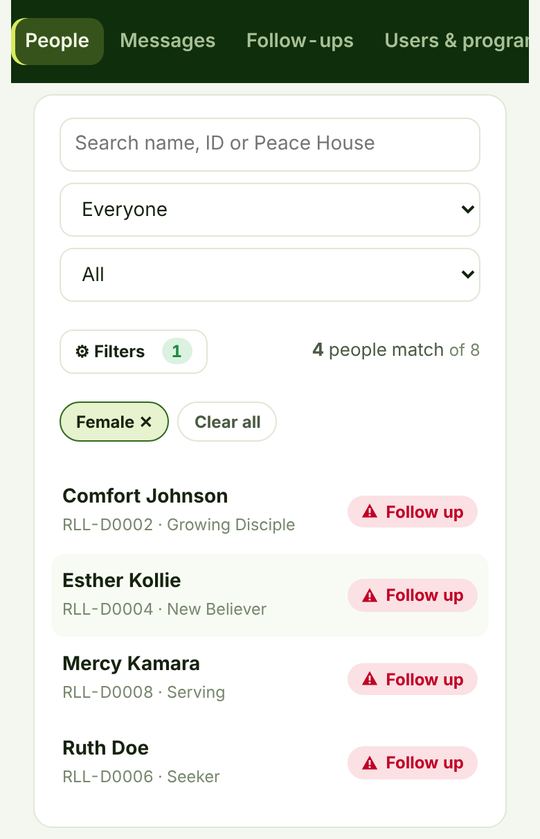 People Messages Follow-ups Users & progra
Search name, ID or Peace House
Everyone
All
⚙ Filters 1 4 people match of 8
Female ✕ Clear all
Comfort Johnson
RLL-D0002 · Growing Disciple
⚠ Follow up
Esther Kollie
RLL-D0004 · New Believer
⚠ Follow up
Mercy Kamara
RLL-D0008 · Serving
⚠ Follow up
Ruth Doe
RLL-D0006 · Seeker
⚠ Follow up